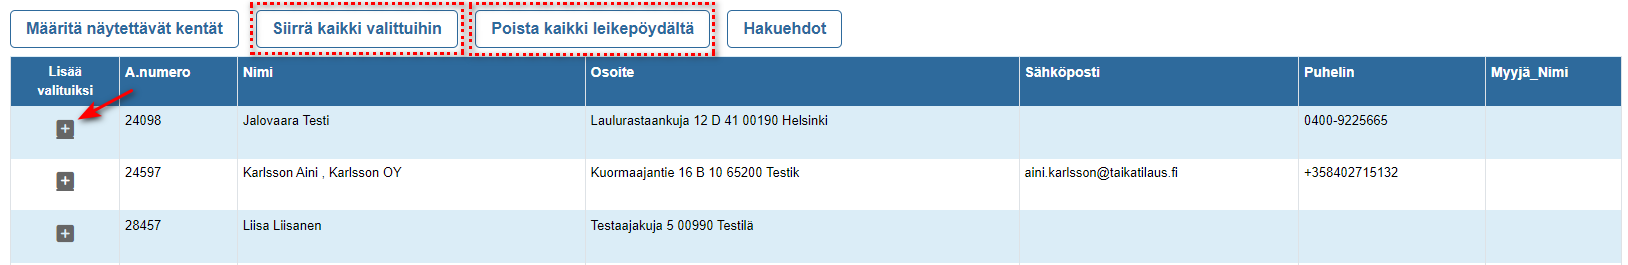 Määritä näytettävät kentät Siirrä kaikki valittuihin Poista kaikki leikepöydältä Hakuehdot
Lisää valituiksi A.numero Nimi Osoite Sähköposti Puhelin Myyjä_Nimi
24098 Jalovaara Testi Laulurastaankuja 12 D 41 00190 Helsinki 0400-9225665
24597 Karlsson Aini , Karlsson OY Kuormaajantie 16 B 10 65200 Testik aini.karlsson@taikatilaus.fi +358402715132
28457 Liisa Liisanen Testaajakuja 5 00990 Testilä